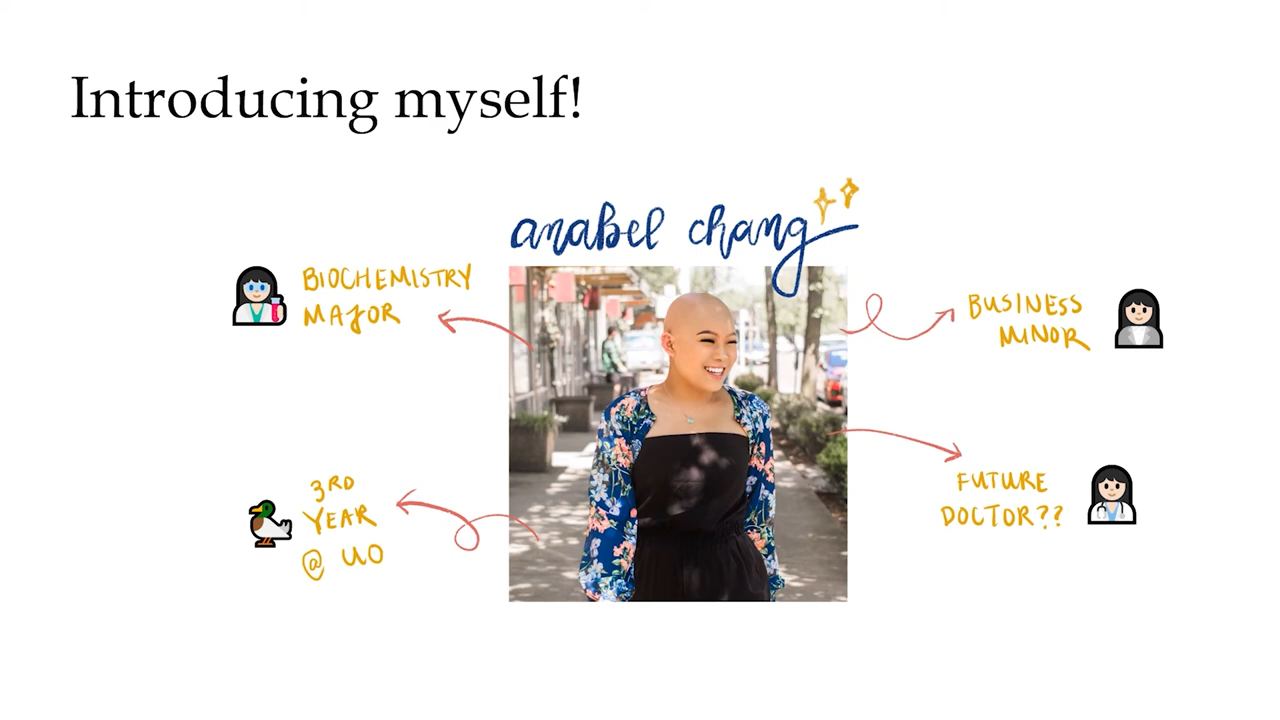 Introducing myself!
anabel chang
BIOCHEMISTRY
MAJOR
BUSINESS
MINOR
3RD
YEAR
@ UO
FUTURE
DOCTOR??